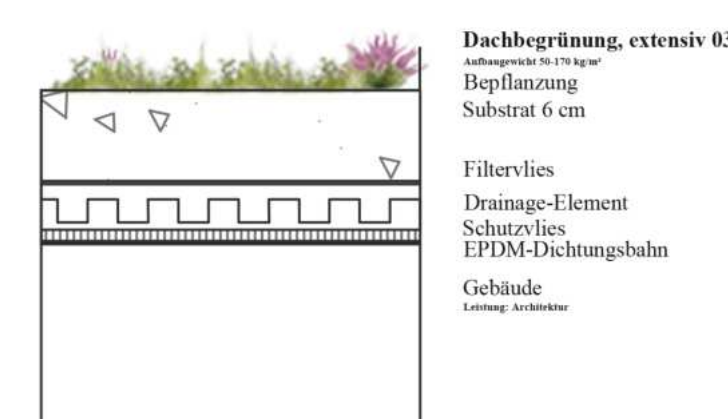 Dachbegrünung, extensiv 03
Aufbaugewicht 50-170 kg/m²
Bepflanzung
Substrat 6 cm
Filtervlies
Drainage-Element
Schutzvlies
EPDM-Dichtungsbahn
Gebäude
Leistung: Architektur